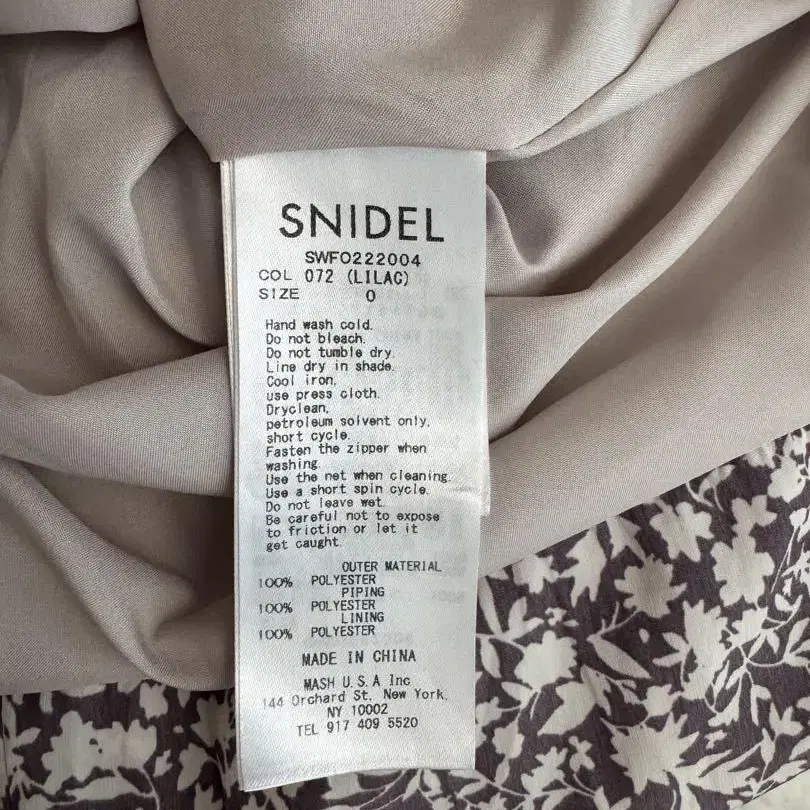 SNIDEL
SWFO222004
COL 072 (LILAC)
SIZE 0
Hand wash cold.
Do not bleach.
Do not tumble dry.
Line dry in shade.
Cool iron,
use press cloth.
Dryclean,
petroleum solvent only,
short cycle.
Fasten the zipper when
washing.
Use the net when cleaning.
Use a short spin cycle.
Do not leave wet.
Be careful not to expose
to friction or let it
get caught.
OUTER MATERIAL
100% POLYESTER
PIPING
100% POLYESTER
LINING
100% POLYESTER
MADE IN CHINA
MASH U.S.A Inc
144 Orchard St, New York,
NY 10002
TEL 917 409 5520